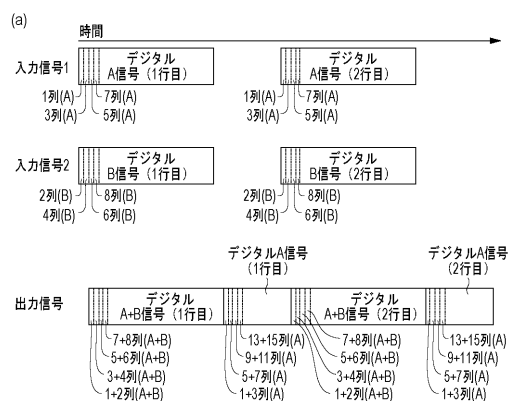 (a)
時間
入力信号1
デジタル
A信号(1行目)
デジタル
A信号(2行目)
1列(A)
7列(A)
3列(A)
5列(A)
1列(A)
7列(A)
3列(A)
5列(A)
入力信号2
デジタル
B信号(1行目)
デジタル
B信号(2行目)
2列(B)
8列(B)
4列(B)
6列(B)
2列(B)
8列(B)
4列(B)
6列(B)
デジタルA信号
(1行目)
デジタルA信号
(2行目)
出力信号
デジタル
A+B信号(1行目)
デジタル
A+B信号(2行目)
7+8列(A+B)
13+15列(A)
7+8列(A+B)
13+15列(A)
5+6列(A+B)
9+11列(A)
5+6列(A+B)
9+11列(A)
3+4列(A+B)
5+7列(A)
3+4列(A+B)
5+7列(A)
1+2列(A+B)
1+3列(A)
1+2列(A+B)
1+3列(A)